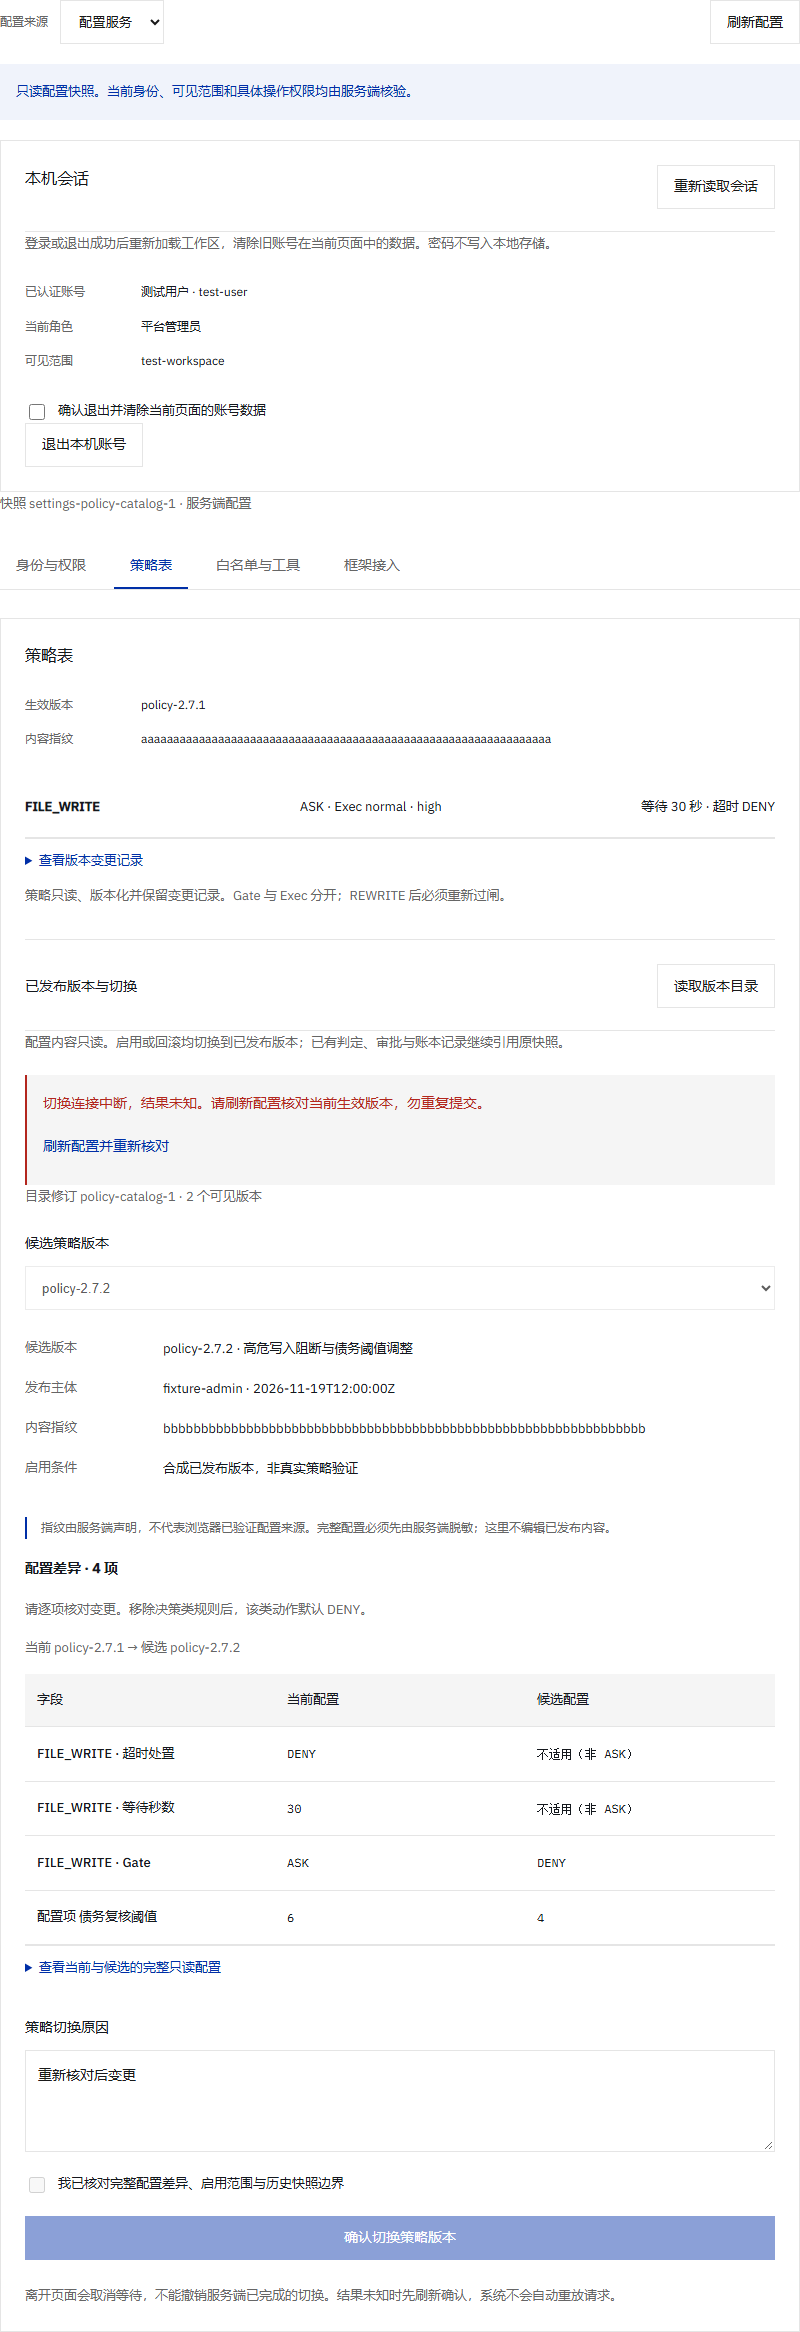 配置来源 配置服务 刷新配置
只读配置快照。当前身份、可见范围和具体操作权限均由服务端核验。
本机会话 重新读取会话
登录或退出成功后重新加载工作区，清除旧账号在当前页面中的数据。密码不写入本地存储。
已认证账号 测试用户 · test-user
当前角色 平台管理员
可见范围 test-workspace
确认退出并清除当前页面的账号数据
退出本机账号
快照 settings-policy-catalog-1 · 服务端配置
身份与权限 策略表 白名单与工具 框架接入
策略表
生效版本 policy-2.7.1
内容指纹 aaaaaaaaaaaaaaaaaaaaaaaaaaaaaaaaaaaaaaaaaaaaaaaaaaaaaaaaaaaaaaaa
FILE_WRITE ASK · Exec normal · high 等待 30 秒 · 超时 DENY
查看版本变更记录
策略只读、版本化并保留变更记录。Gate 与 Exec 分开；REWRITE 后必须重新过闸。
已发布版本与切换 读取版本目录
配置内容只读。启用或回滚均切换到已发布版本；已有判定、审批与账本记录继续引用原快照。
切换连接中断，结果未知。请刷新配置核对当前生效版本，勿重复提交。
刷新配置并重新核对
目录修订 policy-catalog-1 · 2 个可见版本
候选策略版本
policy-2.7.2
候选版本 policy-2.7.2 · 高危写入阻断与债务阈值调整
发布主体 fixture-admin · 2026-11-19T12:00:00Z
内容指纹 bbbbbbbbbbbbbbbbbbbbbbbbbbbbbbbbbbbbbbbbbbbbbbbbbbbbbbbbbbbbbbbb
启用条件 合成已发布版本，非真实策略验证
指纹由服务端声明，不代表浏览器已验证配置来源。完整配置必须先由服务端脱敏；这里不编辑已发布内容。
配置差异 · 4 项
请逐项核对变更。移除决策类规则后，该类动作默认 DENY。
当前 policy-2.7.1 → 候选 policy-2.7.2
字段 当前配置 候选配置
FILE_WRITE · 超时处置 DENY 不适用（非 ASK）
FILE_WRITE · 等待秒数 30 不适用（非 ASK）
FILE_WRITE · Gate ASK DENY
配置项 债务复核阈值 6 4
查看当前与候选的完整只读配置
策略切换原因
重新核对后变更
我已核对完整配置差异、启用范围与历史快照边界
确认切换策略版本
离开页面会取消等待，不能撤销服务端已完成的切换。结果未知时先刷新确认，系统不会自动重放请求。